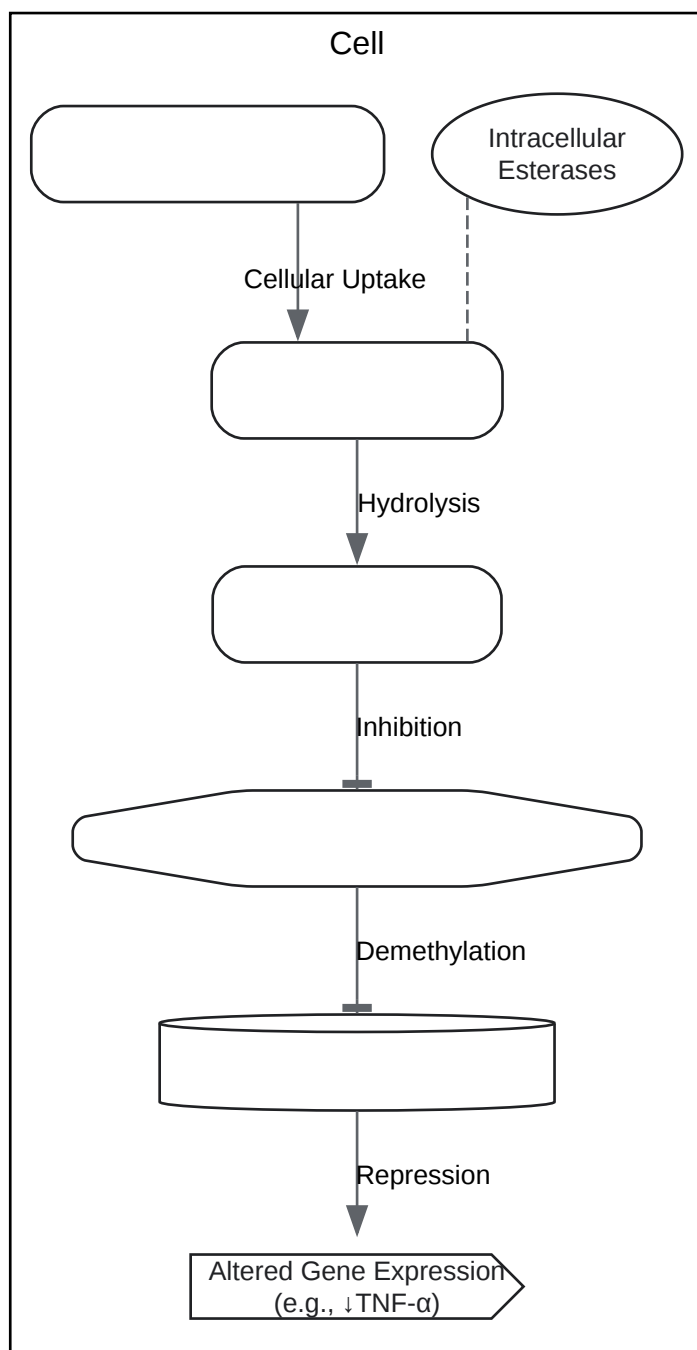 Cell
Intracellular
Esterases
Cellular Uptake
Hydrolysis
Inhibition
Demethylation
Repression
Altered Gene Expression
(e.g., ↓TNF-α)